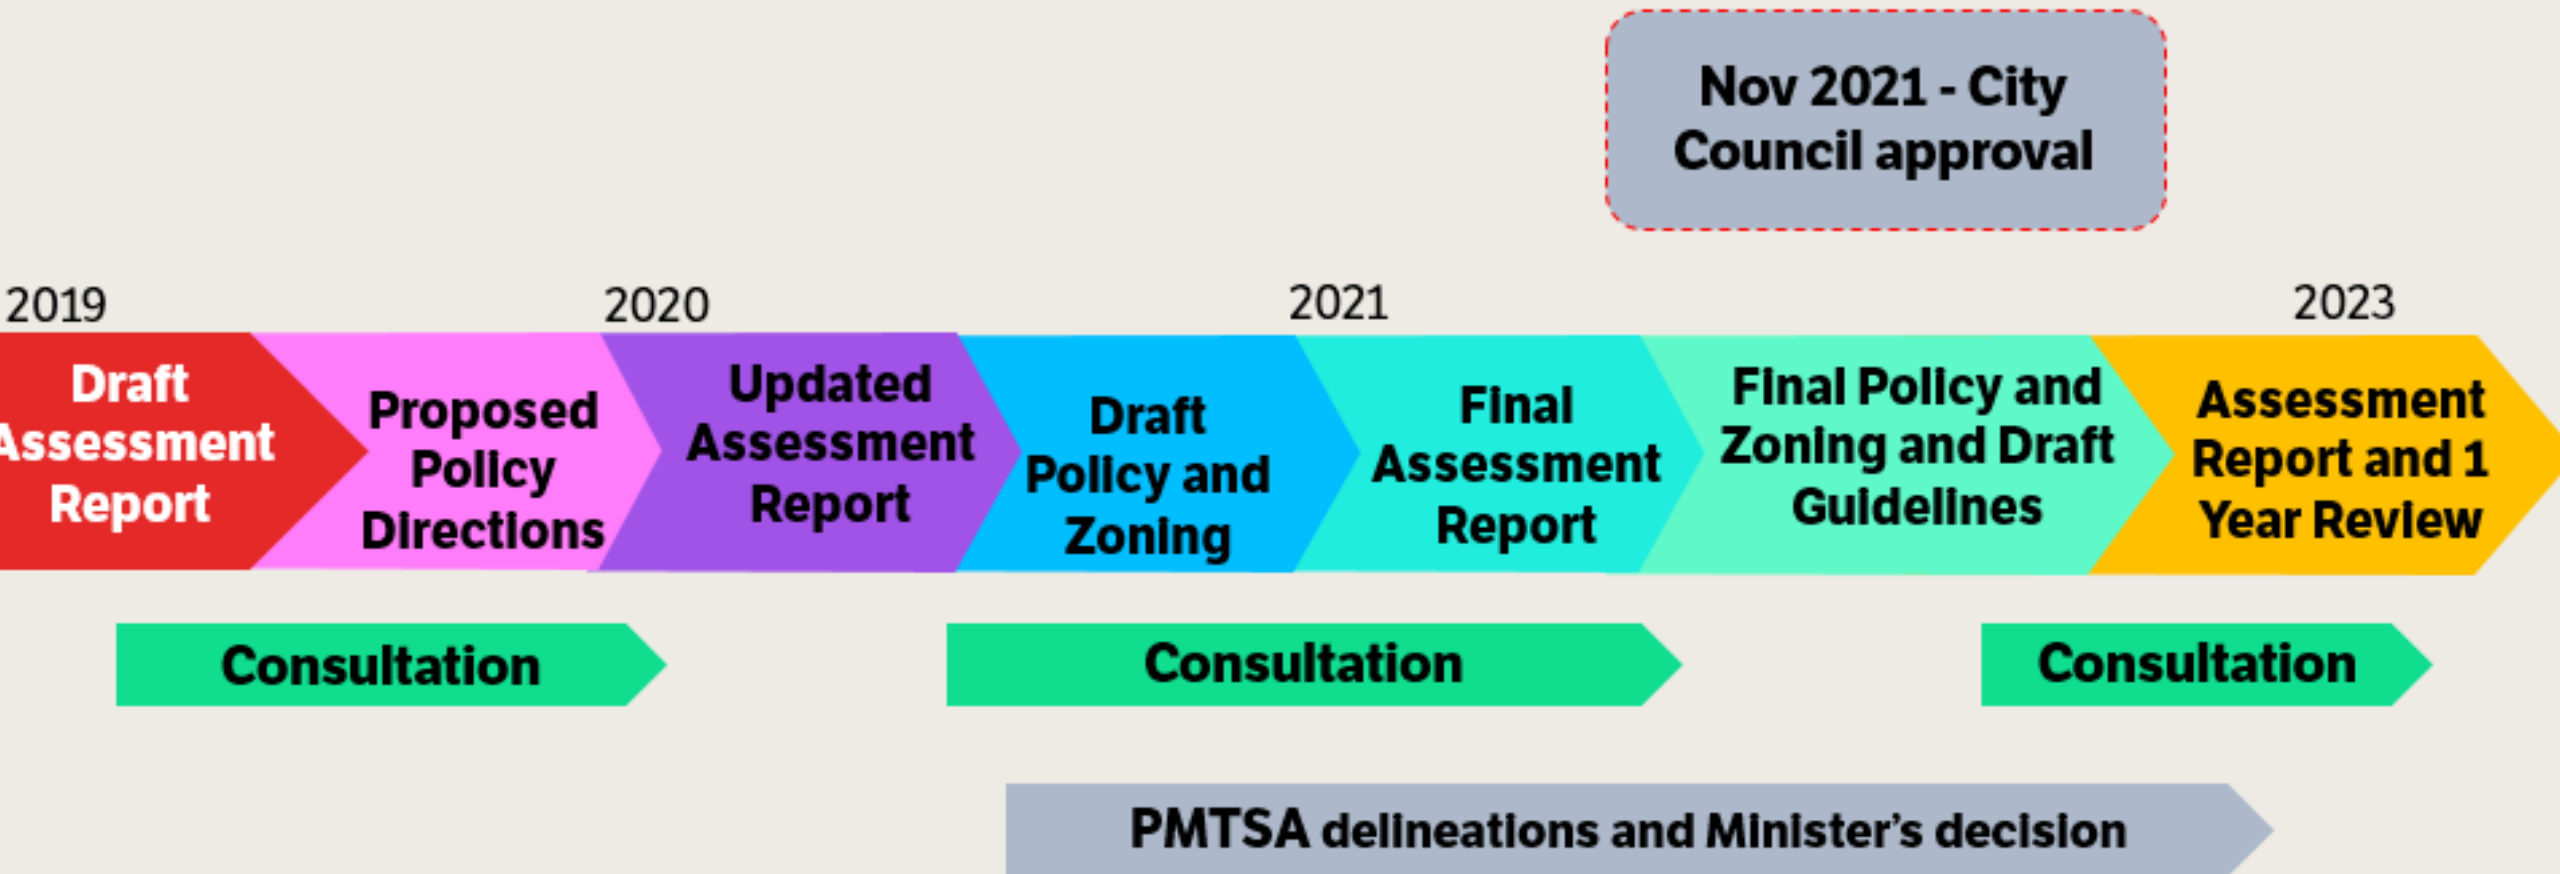 Nov 2021 - City
Council approval
2019
2020
2021
2023
Draft
Assessment
Report
Proposed
Policy
Directions
Updated
Assessment
Report
Draft
Policy and
Zoning
Final
Assessment
Report
Final Policy and
Zoning and Draft
Guidelines
Assessment
Report and 1
Year Review
Consultation
Consultation
Consultation
PMTSA delineations and Minister’s decision